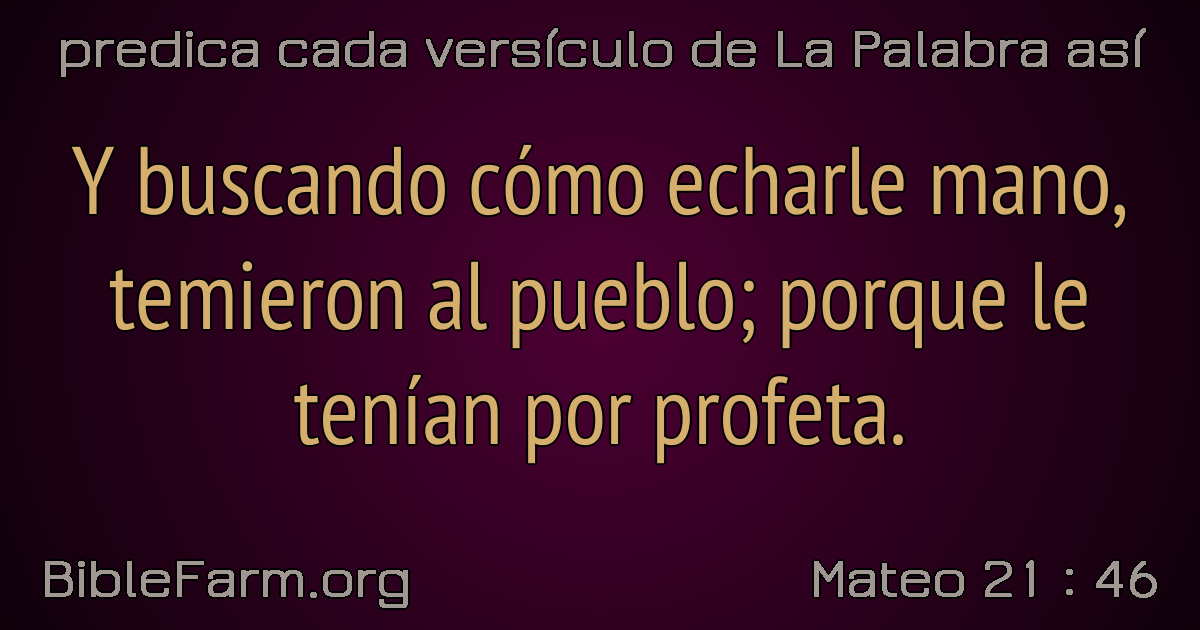 predica cada versículo de La Palabra así
Y buscando cómo echarle mano,
temieron al pueblo; porque le
tenían por profeta.
BibleFarm.org
Mateo 21 : 46